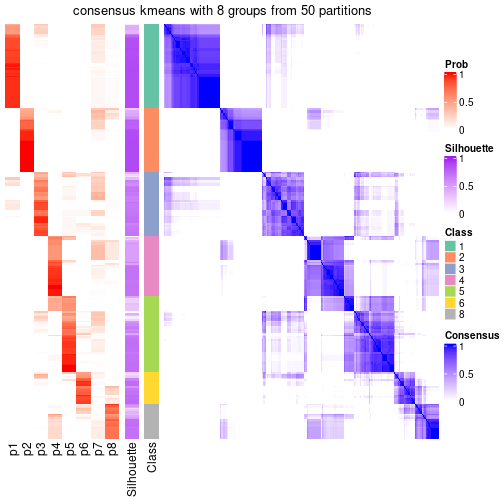 consensus kmeans with 8 groups from 50 partitions
Prob
1
0.5
0
Silhouette
1
0.5
0
Class
1
2
3
4
5
6
8
Consensus
1
0.5
0
p1
p2
p3
p4
p5
p6
p7
p8
Silhouette
Class